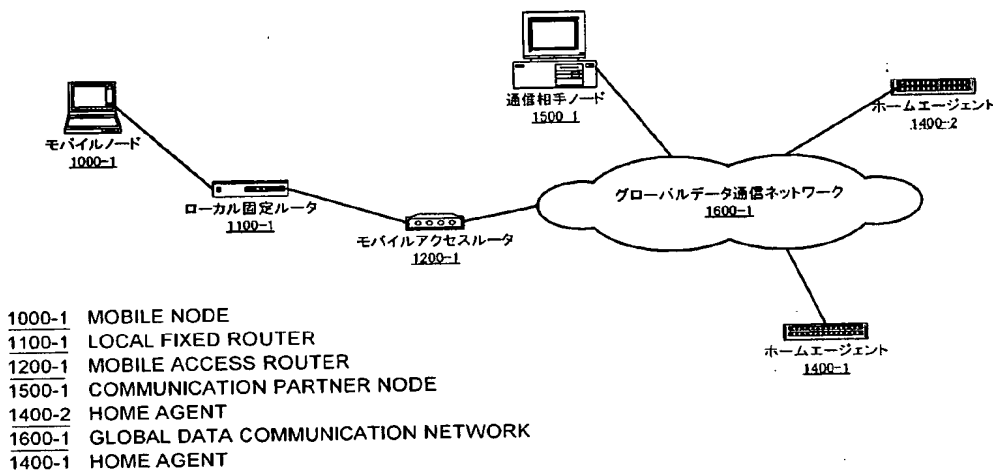 通信相手ノード
1500 1
ホームエージェント
1400-2
モバイルノード
1000-1
グローバルデータ通信ネットワーク
1600-1
ローカル固定ルータ
1100-1
モバイルアクセスルータ
1200-1
ホームエージェント
1400-1
1000-1 MOBILE NODE
1100-1 LOCAL FIXED ROUTER
1200-1 MOBILE ACCESS ROUTER
1500-1 COMMUNICATION PARTNER NODE
1400-2 HOME AGENT
1600-1 GLOBAL DATA COMMUNICATION NETWORK
1400-1 HOME AGENT